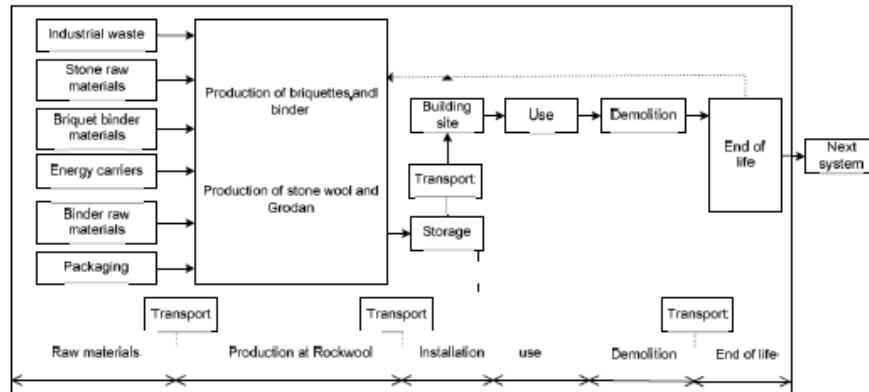 Industrial waste
Stone raw
materials
Briquet binder
materials
Energy carriers
Binder raw
materials
Packaging
Production of briquettes,andl
binder
Production of stone wool and
Grodan
Building
site
Use
Demolition
End of
life
Next
system
Transport:
Storage
Transport
Transport
Transport:
Raw materials
Production at Rockwool
Installation
use
Demolition
End of life